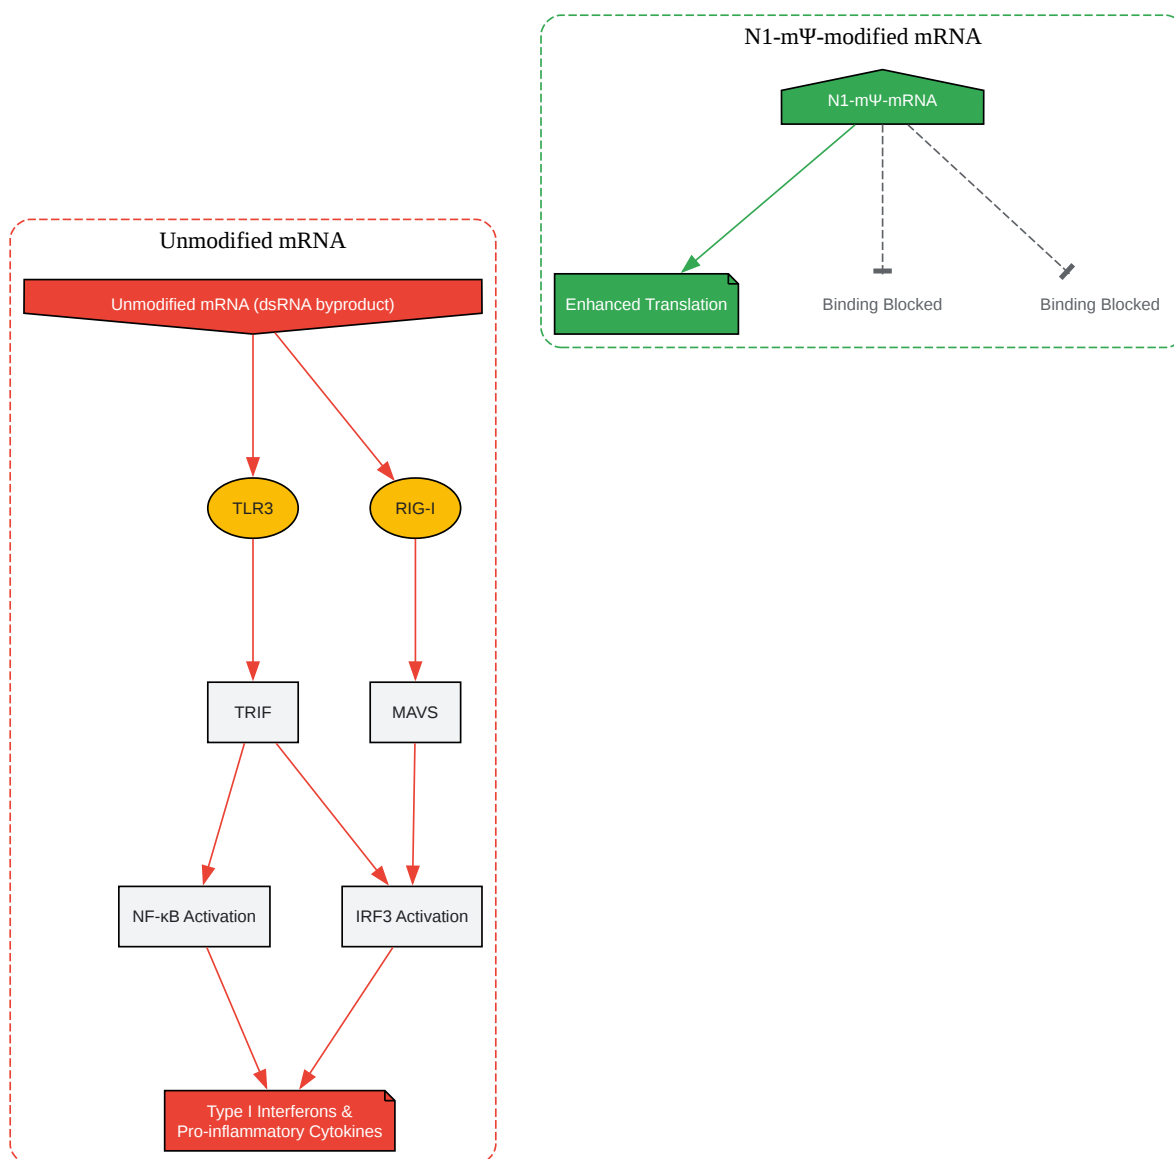 N1-mΨ-modified mRNA
N1-mΨ-mRNA
Enhanced Translation
Binding Blocked
Binding Blocked
Unmodified mRNA
Unmodified mRNA (dsRNA byproduct)
TLR3
RIG-I
TRIF
MAVS
NF-κB Activation
IRF3 Activation
Type I Interferons &
Pro-inflammatory Cytokines